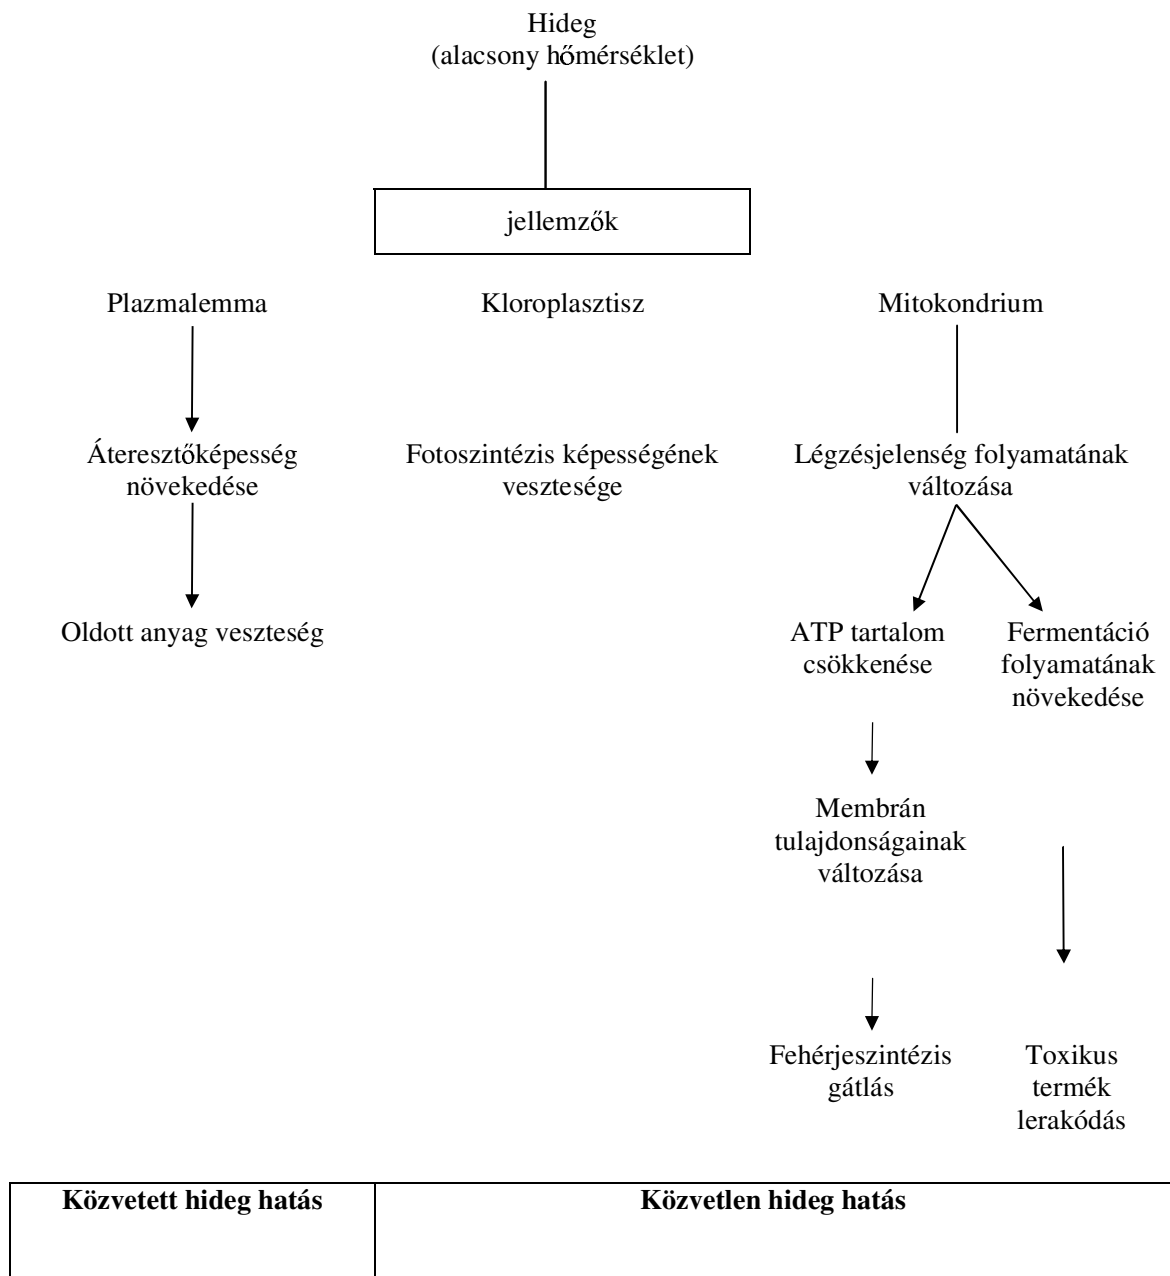 Hideg
(alacsony hőmérséklet)
jellemzők
Plazmalemma
Kloroplasztisz
Mitokondrium
Áteresztőképesség
növekedése
Fotoszintézis képességének
vesztesége
Légzésjelenség folyamatának
változása
Oldott anyag veszteség
ATP tartalom
csökkenése
Fermentáció
folyamatának
növekedése
Membrán
tulajdonságainak
változása
Fehérjeszintézis
gátlás
Toxikus
termék
lerakódás
Közvetett hideg hatás
Közvetlen hideg hatás